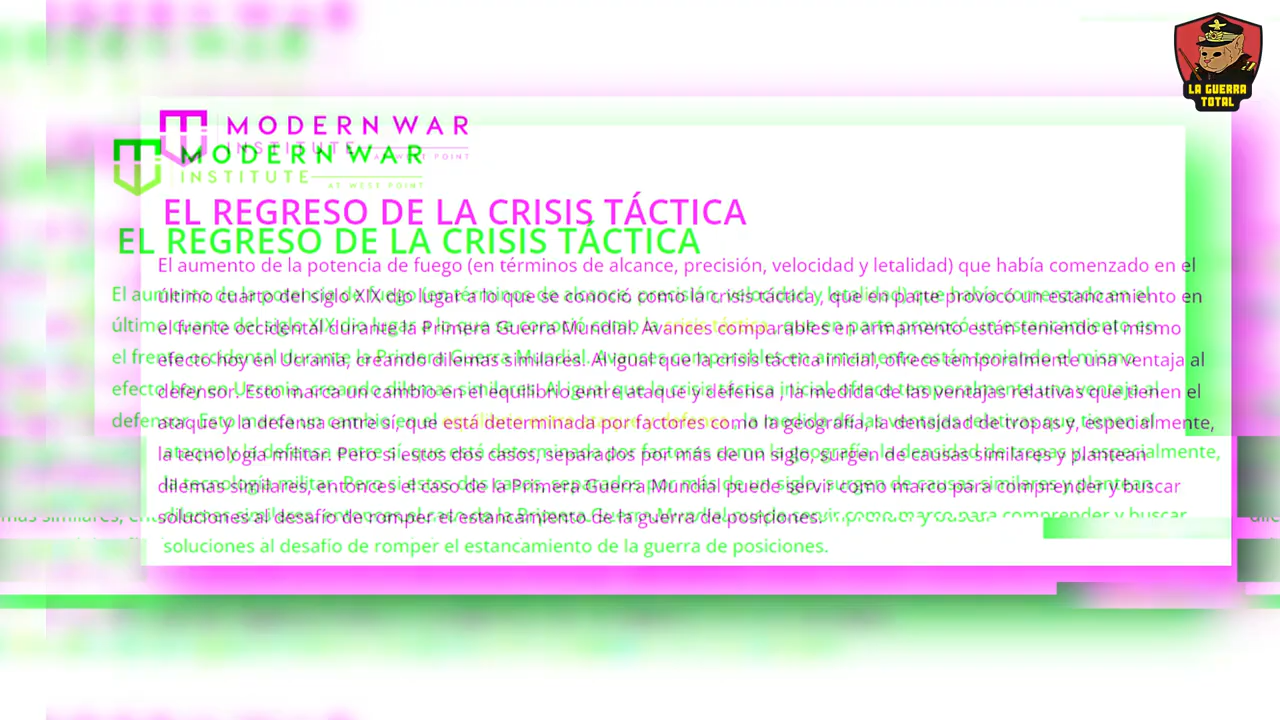 LA GUERRA
TOTAL
MODERN WAR
INSTITUTE
AT WEST POINT
EL REGRESO DE LA CRISIS TÁCTICA
El aumento de la potencia de fuego (en términos de alcance, precisión, velocidad y letalidad) que había comenzado en el
último cuarto del siglo XIX dio lugar a lo que se conoció como la crisis táctica , que en parte provocó un estancamiento en
el frente occidental durante la Primera Guerra Mundial. Avances comparables en armamento están teniendo el mismo
efecto hoy en Ucrania, creando dilemas similares. Al igual que la crisis táctica inicial, ofrece temporalmente una ventaja al
defensor. Esto marca un cambio en el equilibrio entre ataque y defensa , la medida de las ventajas relativas que tienen el
ataque y la defensa entre sí, que está determinada por factores como la geografía, la densidad de tropas y, especialmente,
la tecnología militar. Pero si estos dos casos, separados por más de un siglo, surgen de causas similares y plantean
dilemas similares, entonces el caso de la Primera Guerra Mundial puede servir como marco para comprender y buscar
soluciones al desafío de romper el estancamiento de la guerra de posiciones.